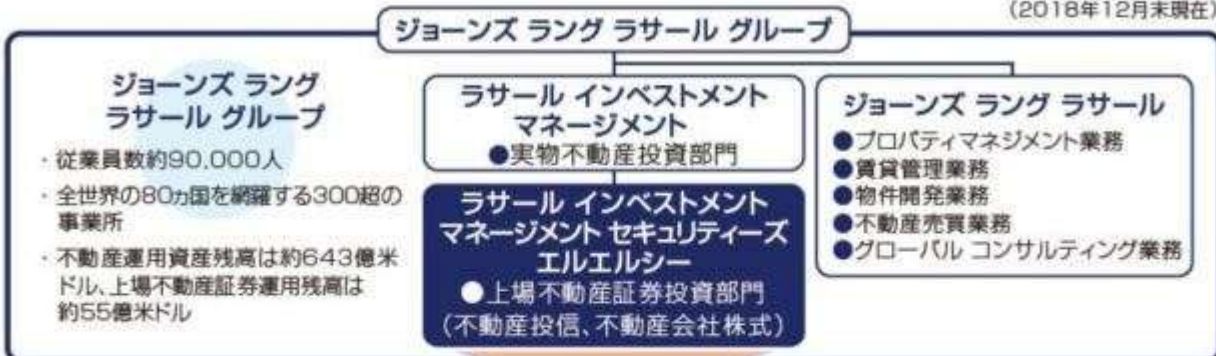 (2018年12月末現在)
ジョーンズ ラング ラサール グループ
ジョーンズ ラング
ラサール グループ
・従業員数約90,000人
・全世界の80ヵ国を網羅する300超の
事業所
・不動産運用資産残高は約643億米
ドル、上場不動産証券運用残高は
約55億米ドル
ラサール インベストメント
マネージメント
●実物不動産投資部門
ラサール インベストメント
マネージメント セキュリティーズ
エルエルシー
●上場不動産証券投資部門
(不動産投信、不動産会社株式)
ジョーンズ ラング ラサール
●プロパティマネジメント業務
●賃貸管理業務
●物件開発業務
●不動産売買業務
●グローバル コンサルティング業務